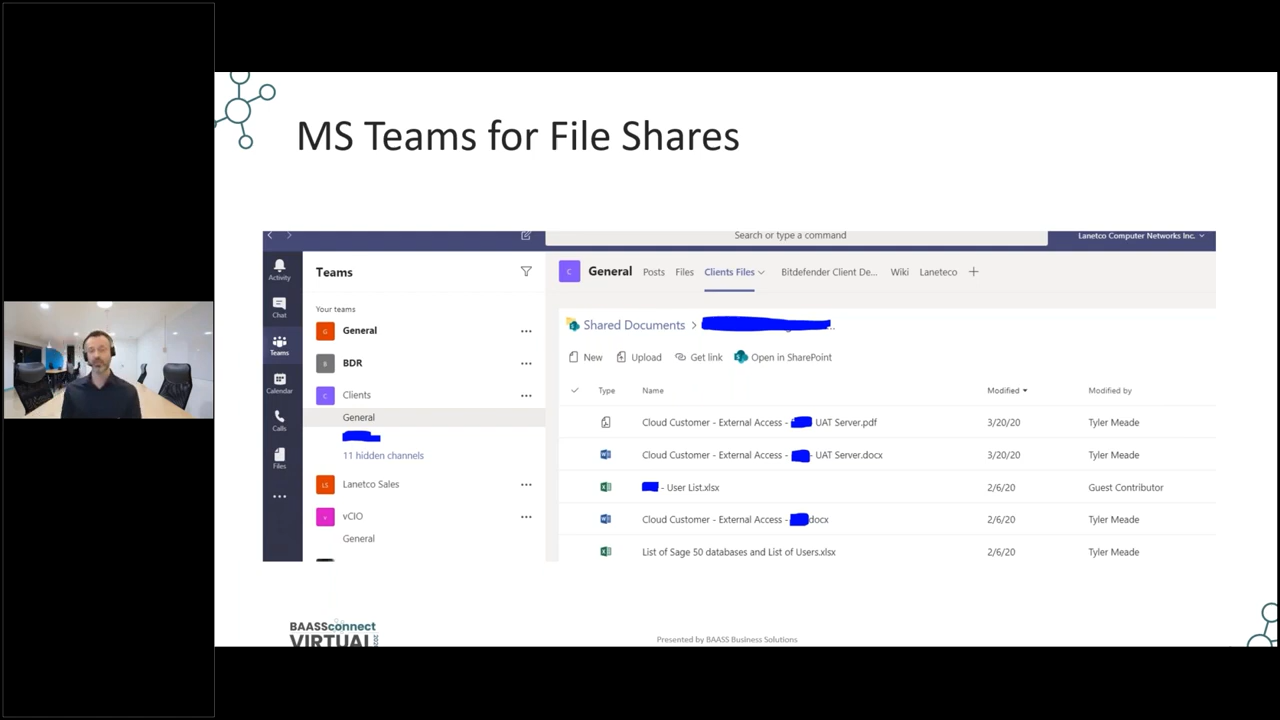 MS Teams for File Shares
Search or type a command
Lanetco Computer Networks Inc.
Activity
Chat
Teams
Calendar
Calls
Files
Teams
Your teams
G General
B BDR
C Clients
General
11 hidden channels
LS Lanetco Sales
v vCIO
General
C General Posts Files Clients Files Bitdefender Client De... Wiki Laneteco
Shared Documents > ...
New Upload Get link Open in SharePoint
Type Name Modified Modified by
Cloud Customer - External Access - UAT Server.pdf 3/20/20 Tyler Meade
Cloud Customer - External Access - - UAT Server.docx 3/20/20 Tyler Meade
- User List.xlsx 2/6/20 Guest Contributor
Cloud Customer - External Access - docx 2/6/20 Tyler Meade
List of Sage 50 databases and List of Users.xlsx 2/6/20 Tyler Meade
BAASSconnect
VIRTUAL
Presented by BAASS Business Solutions